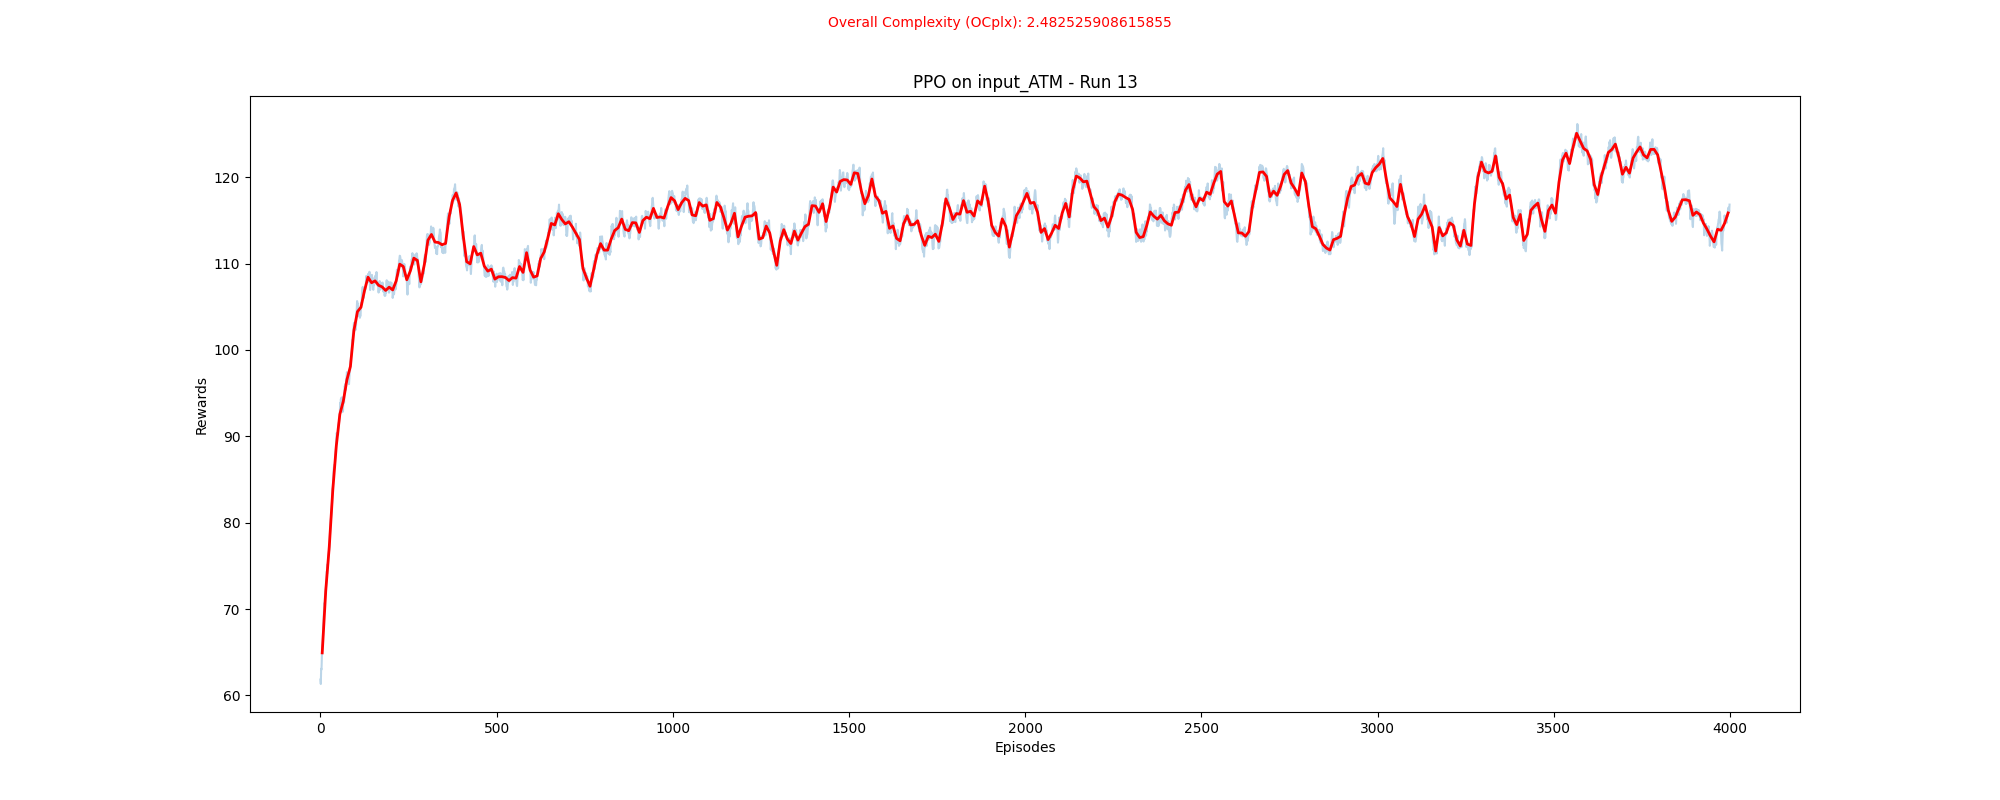 Overall Complexity (OCplx): 2.482525908615855
PPO on input_ATM - Run 13
Rewards
120
110
100
90
80
70
60
0 500 1000 1500 2000 2500 3000 3500 4000
Episodes